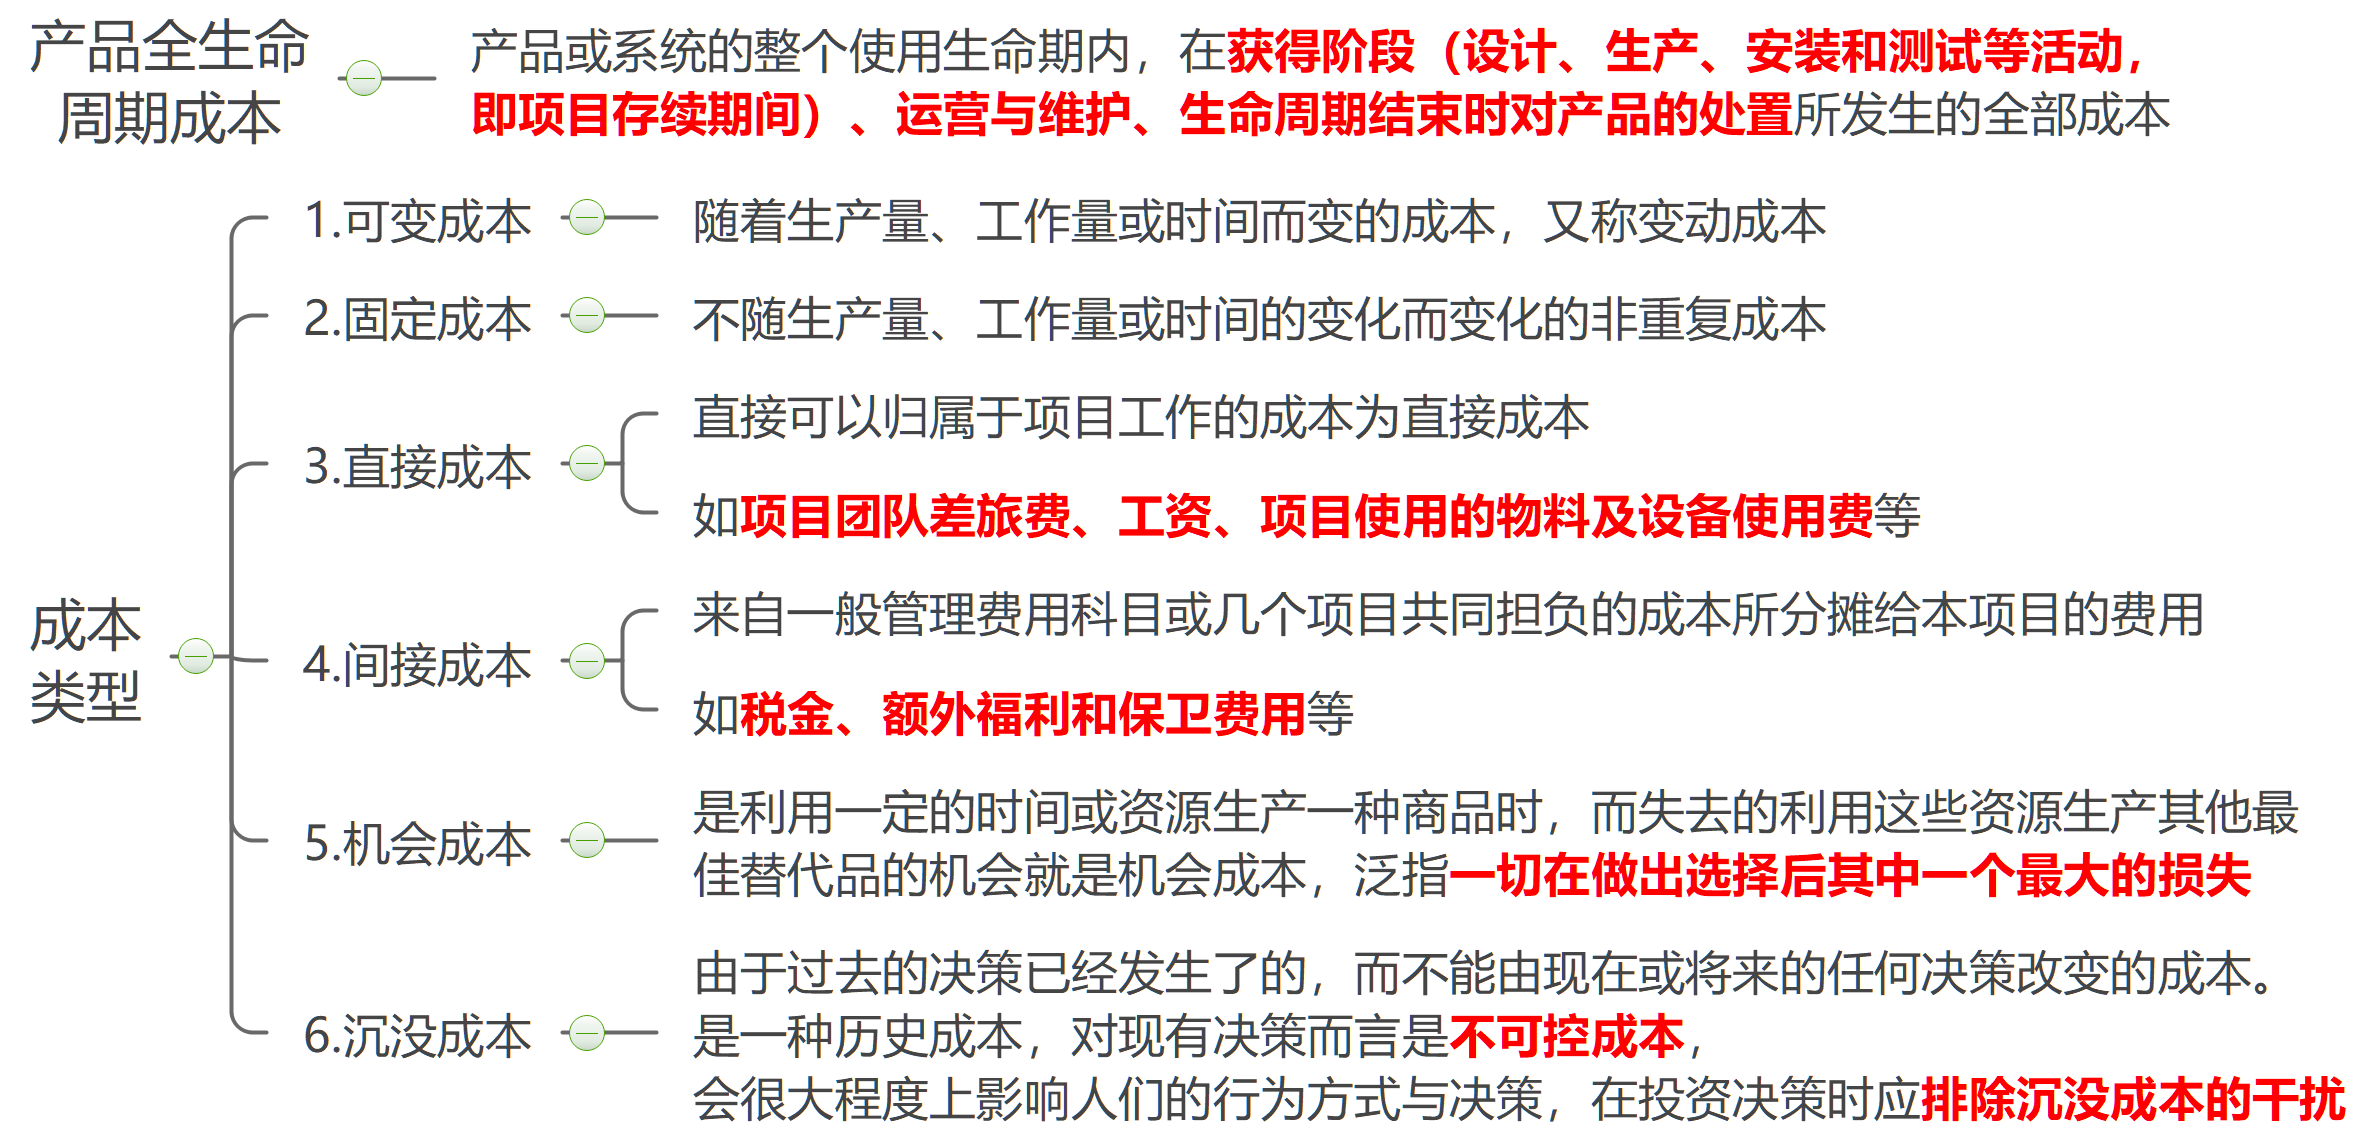 产品全生命
周期成本
产品或系统的整个使用生命期内，在获得阶段（设计、生产、安装和测试等活动，
即项目存续期间）、运营与维护、生命周期结束时对产品的处置所发生的全部成本
成本
类型
1.可变成本
随着生产量、工作量或时间而变的成本，又称变动成本
2.固定成本
不随生产量、工作量或时间的变化而变化的非重复成本
3.直接成本
直接可以归属于项目工作的成本为直接成本
如项目团队差旅费、工资、项目使用的物料及设备使用费等
4.间接成本
来自一般管理费用科目或几个项目共同担负的成本所分摊给本项目的费用
如税金、额外福利和保卫费用等
5.机会成本
是利用一定的时间或资源生产一种商品时，而失去的利用这些资源生产其他最
佳替代品的机会就是机会成本，泛指一切在做出选择后其中一个最大的损失
6.沉没成本
由于过去的决策已经发生了的，而不能由现在或将来的任何决策改变的成本。
是一种历史成本，对现有决策而言是不可控成本，
会很大程度上影响人们的行为方式与决策，在投资决策时应排除沉没成本的干扰